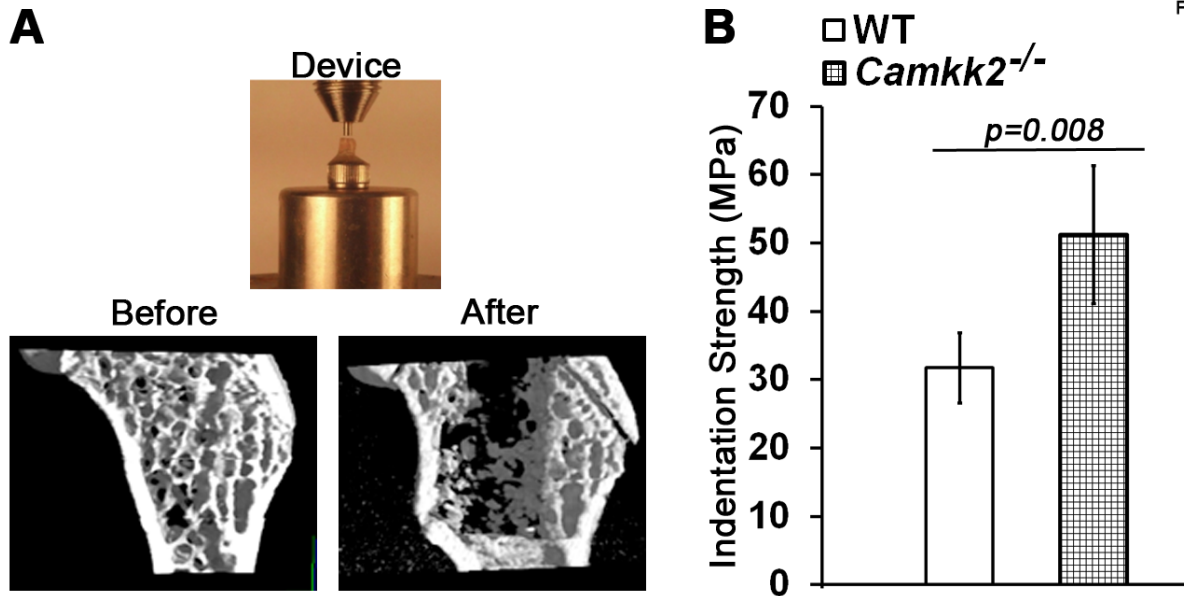 A
Device
Before
After
B
F
WT
Camkk2-/-
p=0.008
Indentation Strength (MPa)
70
60
50
40
30
20
10
0